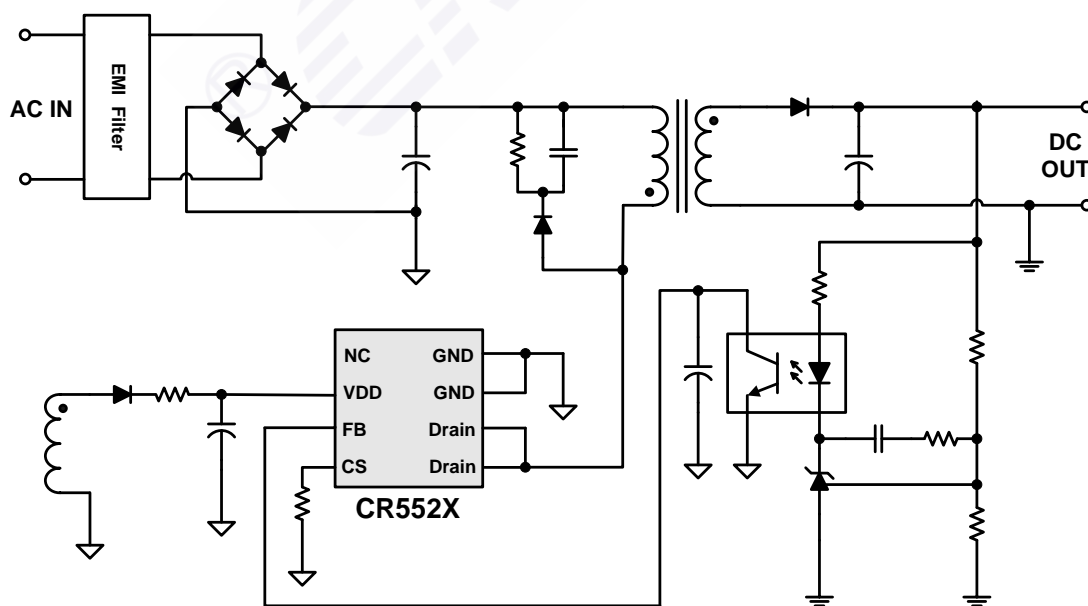 AC IN
EMI Filter
DC
OUT
NC
GND
VDD
GND
FB
Drain
CS
Drain
CR552X